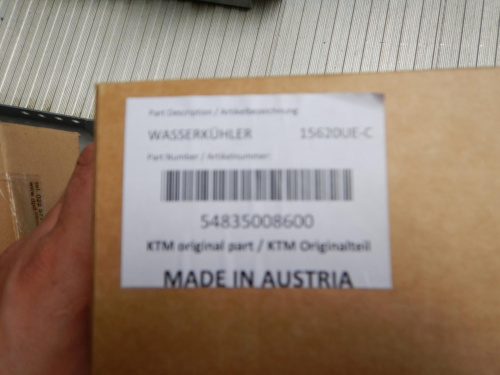 Part Description / Artikelbezeichnung
WASSERKÜHLER 15620UE-C
Part Number / Artikelnummer:
54835008600
KTM original part / KTM Originalteil
MADE IN AUSTRIA